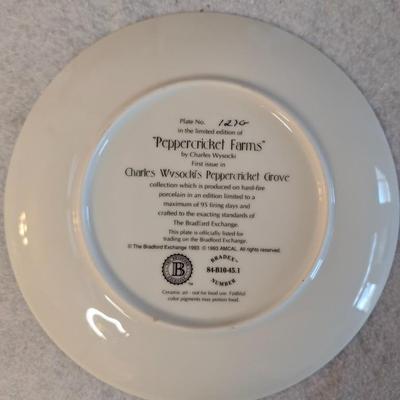 Plate No.
in the limited edition of
"Peppercricket Farms"
by Charles Wysocki
First issue in
Charles Wysocki's Peppercricket Grove
collection which is produced on hard-fire
porcelain in an edition limited to a
maximum of 95 firing days and
crafted to the exacting standards of
The Bradford Exchange.
This plate is officially listed for
trading on the Bradford Exchange.
© The Bradford Exchange 1993 © 1993 AMCAL. All rights reserved.
B
TM
BRADEX
84-B10-45.1
NUMBER
Ceramic art - not for food use. Faithful
color pigments may poison food.